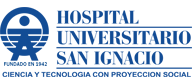 HOSPITAL
UNIVERSITARIO
SAN IGNACIO
FUNDADO EN 1942
CIENCIA Y TECNOLOGIA CON PROYECCION SOCIAL